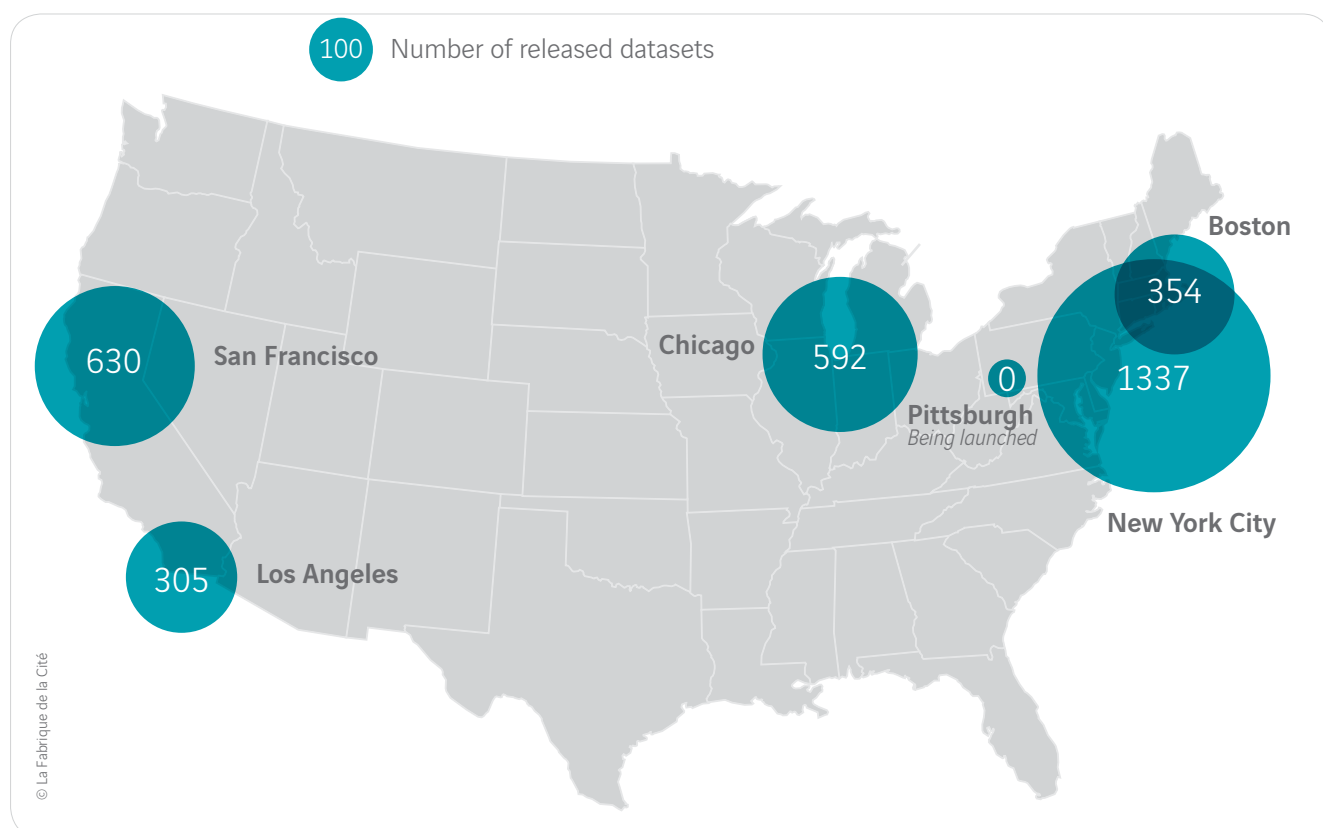 100 Number of released datasets
Boston
354
630
San Francisco
Chicago
592
0
1337
Pittsburgh
Being launched
New York City
305
Los Angeles
© La Fabrique de la Cité